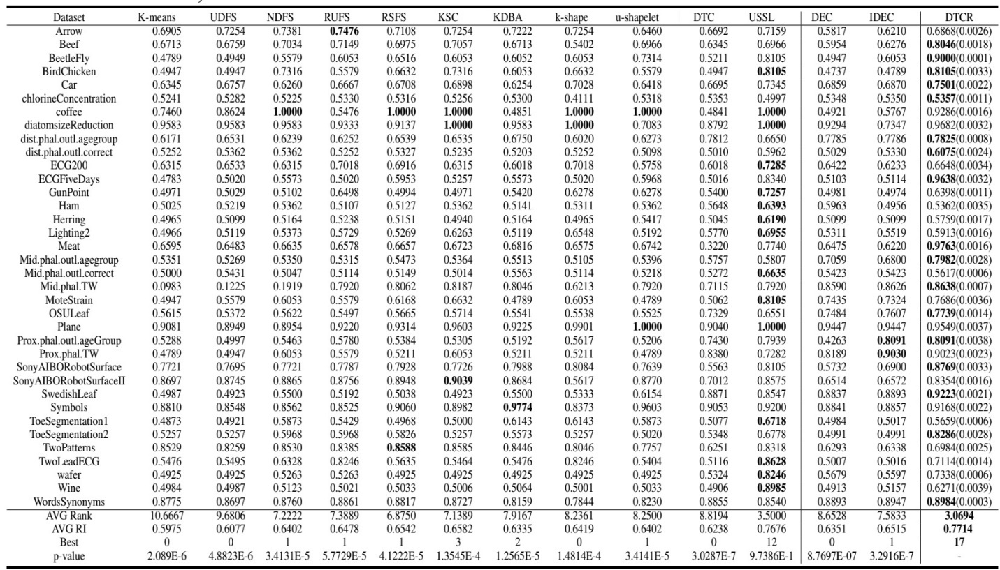 Dataset K-means UDFS NDFS RUFS RSFS KSC KDBA k-shape u-shapelet DTC USSL DEC IDEC DTCR
Arrow 0.6905 0.7254 0.7381 0.7476 0.7108 0.7254 0.7222 0.7254 0.6460 0.6692 0.7159 0.5817 0.6210 0.6868(0.0026)
Beef 0.6713 0.6759 0.7034 0.7149 0.6975 0.7057 0.6713 0.5402 0.6966 0.6345 0.6966 0.5954 0.6276 0.8046(0.0018)
BeetleFly 0.4789 0.4949 0.5579 0.6053 0.6516 0.6053 0.6052 0.6053 0.7314 0.5211 0.8105 0.4947 0.6053 0.9000(0.0001)
BirdChicken 0.4947 0.4947 0.7316 0.5579 0.6632 0.7316 0.6053 0.6632 0.5579 0.4947 0.8105 0.4737 0.4789 0.8105(0.0033)
Car 0.6345 0.6757 0.6260 0.6667 0.6708 0.6898 0.6254 0.7028 0.6418 0.6695 0.7345 0.6859 0.6870 0.7501(0.0022)
chlorineConcentration 0.5241 0.5282 0.5225 0.5330 0.5316 0.5256 0.5300 0.4111 0.5318 0.5353 0.4997 0.5348 0.5350 0.5357(0.0011)
coffee 0.7460 0.8624 1.0000 0.5476 1.0000 1.0000 0.4851 1.0000 1.0000 0.4841 1.0000 0.4921 0.5767 0.9286(0.0016)
diatomsizeReduction 0.9583 0.9583 0.9583 0.9333 0.9137 1.0000 0.9583 1.0000 0.7083 0.8792 1.0000 0.9294 0.7347 0.9682(0.0032)
dist.phal.outl.agegroup 0.6171 0.6531 0.6239 0.6252 0.6539 0.6535 0.6750 0.6020 0.6273 0.7812 0.6650 0.7785 0.7786 0.7825(0.0008)
dist.phal.outl.correct 0.5252 0.5362 0.5362 0.5252 0.5327 0.5235 0.5203 0.5252 0.5098 0.5010 0.5962 0.5029 0.5330 0.6075(0.0024)
ECG200 0.6315 0.6533 0.6315 0.7018 0.6916 0.6315 0.6018 0.7018 0.5758 0.6018 0.7285 0.6422 0.6233 0.6648(0.0034)
ECGFiveDays 0.4783 0.5020 0.5573 0.5020 0.5953 0.5257 0.5573 0.5020 0.5968 0.5016 0.8340 0.5103 0.5114 0.9638(0.0032)
GunPoint 0.4971 0.5029 0.5102 0.6498 0.4994 0.4971 0.5420 0.6278 0.6278 0.5400 0.7257 0.4981 0.4974 0.6398(0.0011)
Ham 0.5025 0.5219 0.5362 0.5107 0.5127 0.5362 0.5141 0.5311 0.5362 0.5648 0.6393 0.5963 0.4956 0.5362(0.0035)
Herring 0.4965 0.5099 0.5164 0.5238 0.5151 0.4940 0.5164 0.4965 0.5417 0.5045 0.6190 0.5099 0.5099 0.5759(0.0017)
Lighting2 0.4966 0.5119 0.5373 0.5729 0.5269 0.6263 0.5119 0.6548 0.5192 0.5770 0.6955 0.5311 0.5519 0.5913(0.0016)
Meat 0.6595 0.6483 0.6635 0.6578 0.6657 0.6723 0.6816 0.6575 0.6742 0.3220 0.7740 0.6475 0.6220 0.9763(0.0016)
Mid.phal.outl.agegroup 0.5351 0.5269 0.5350 0.5315 0.5473 0.5364 0.5513 0.5105 0.5396 0.5757 0.5807 0.7059 0.6800 0.7982(0.0028)
Mid.phal.outl.correct 0.5000 0.5431 0.5047 0.5114 0.5149 0.5014 0.5563 0.5114 0.5218 0.5272 0.6635 0.5423 0.5423 0.5617(0.0006)
Mid.phal.TW 0.0983 0.1225 0.1919 0.7920 0.8062 0.8187 0.8046 0.6213 0.7920 0.7115 0.7920 0.8590 0.8626 0.8638(0.0007)
MoteStrain 0.4947 0.5579 0.6053 0.5579 0.6168 0.6632 0.4789 0.6053 0.4789 0.5062 0.8105 0.7435 0.7324 0.7686(0.0036)
OSULeaf 0.5615 0.5372 0.5622 0.5497 0.5665 0.5714 0.5541 0.5538 0.5525 0.7329 0.6551 0.7484 0.7607 0.7739(0.0014)
Plane 0.9081 0.8949 0.8954 0.9220 0.9314 0.9603 0.9225 0.9901 1.0000 0.9040 1.0000 0.9447 0.9447 0.9549(0.0037)
Prox.phal.outl.ageGroup 0.5288 0.4997 0.5463 0.5780 0.5384 0.5305 0.5192 0.5617 0.5206 0.7430 0.7939 0.4263 0.8091 0.8091(0.0038)
Prox.phal.TW 0.4789 0.4947 0.6053 0.5579 0.5211 0.6053 0.5211 0.5211 0.4789 0.8380 0.7282 0.8189 0.9030 0.9023(0.0023)
SonyAIBORobotSurface 0.7721 0.7695 0.7721 0.7787 0.7928 0.7726 0.7988 0.8084 0.7639 0.5563 0.8105 0.5732 0.6900 0.8769(0.0033)
SonyAIBORobotSurfaceII 0.8697 0.8745 0.8865 0.8756 0.8948 0.9039 0.8684 0.5617 0.8770 0.7012 0.8575 0.6514 0.6572 0.8354(0.0016)
SwedishLeaf 0.4987 0.4923 0.5500 0.5192 0.5038 0.4923 0.5500 0.5333 0.6154 0.8871 0.8547 0.8837 0.8893 0.9223(0.0021)
Symbols 0.8810 0.8548 0.8562 0.8525 0.9060 0.8982 0.9774 0.8373 0.9603 0.9053 0.9200 0.8841 0.8857 0.9168(0.0022)
ToeSegmentation1 0.4873 0.4921 0.5873 0.5429 0.4968 0.5000 0.6143 0.6143 0.5873 0.5077 0.6718 0.4984 0.5017 0.5659(0.0006)
ToeSegmentation2 0.5257 0.5257 0.5968 0.5968 0.5826 0.5257 0.5573 0.5257 0.5020 0.5348 0.6778 0.4991 0.4991 0.8286(0.0028)
TwoPatterns 0.8529 0.8259 0.8530 0.8385 0.8588 0.8585 0.8446 0.8046 0.7757 0.6251 0.8318 0.6293 0.6338 0.6984(0.0025)
TwoLeadECG 0.5476 0.5495 0.6328 0.8246 0.5635 0.5464 0.5476 0.8246 0.5404 0.5116 0.8628 0.5007 0.5016 0.7114(0.0014)
wafer 0.4925 0.4925 0.5263 0.5263 0.4925 0.4925 0.4925 0.4925 0.4925 0.5324 0.8246 0.5679 0.5597 0.7338(0.0006)
Wine 0.4984 0.4987 0.5123 0.5021 0.5033 0.5006 0.5064 0.5001 0.5033 0.4906 0.8985 0.4913 0.5157 0.6271(0.0039)
WordsSynonyms 0.8775 0.8697 0.8760 0.8861 0.8817 0.8727 0.8159 0.7844 0.8230 0.8855 0.8540 0.8893 0.8947 0.8984(0.0003)
AVG Rank 10.6667 9.6806 7.2222 7.3889 6.8750 7.1389 7.9167 8.2361 8.2500 8.8194 3.5000 8.6528 7.5833 3.0694
AVG RI 0.5975 0.6077 0.6402 0.6478 0.6542 0.6582 0.6335 0.6419 0.6402 0.6238 0.7676 0.6351 0.6515 0.7714
Best 0 0 1 1 1 3 2 0 1 0 12 0 1 17
p-value 2.089E-6 4.8823E-6 3.4131E-5 5.7729E-5 4.1222E-5 1.3545E-4 1.2565E-5 1.4814E-4 3.4141E-5 3.0287E-7 9.7386E-1 8.7697E-07 3.2916E-7 -